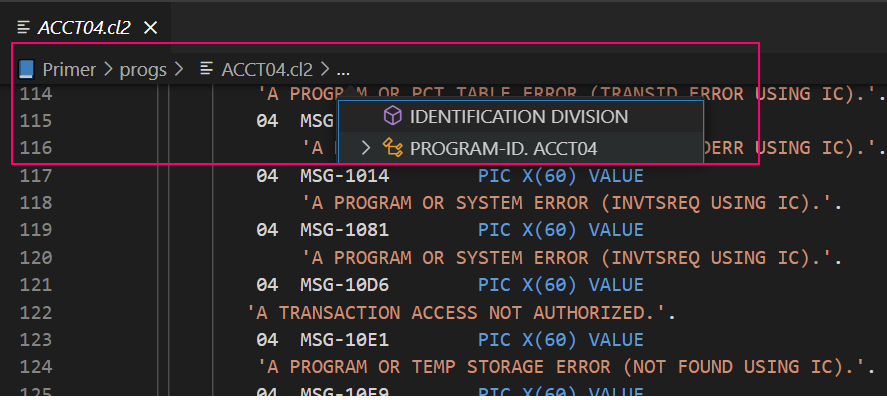 ACCT04.cl2
Primer progs ACCT04.cl2 ...
114 'A PROGRAM OR PCT TABLE ERROR (TRANSID ERROR USING IC).'.
IDENTIFICATION DIVISION
115 04 MSG
PROGRAM-ID. ACCT04
116 'A DERR USING IC).'.
117 04 MSG-1014 PIC X(60) VALUE
118 'A PROGRAM OR SYSTEM ERROR (INVTSREQ USING IC).'.
119 04 MSG-1081 PIC X(60) VALUE
120 'A PROGRAM OR SYSTEM ERROR (INVTSREQ USING IC).'.
121 04 MSG-10D6 PIC X(60) VALUE
122 'A TRANSACTION ACCESS NOT AUTHORIZED.'.
123 04 MSG-10E1 PIC X(60) VALUE
124 'A PROGRAM OR TEMP STORAGE ERROR (NOT FOUND USING IC).'.
125 04 MSG-10E9 PIC X(60) VALUE